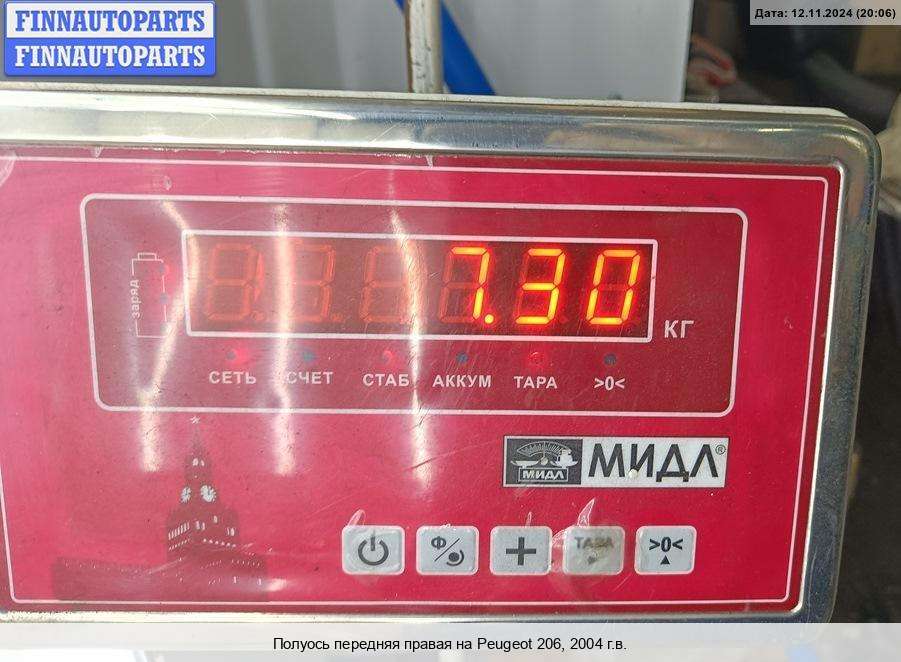 FINNAUTOPARTS
FINNAUTOPARTS
Дата: 12.11.2024 (20:06)
заряд
7.30
КГ
СЕТЬ СЧЕТ СТАБ АККУМ ТАРА >0<
МИДЛ МИДЛ®
Ф/ + ТАРА >0<
Полуось передняя правая на Peugeot 206, 2004 г.в.